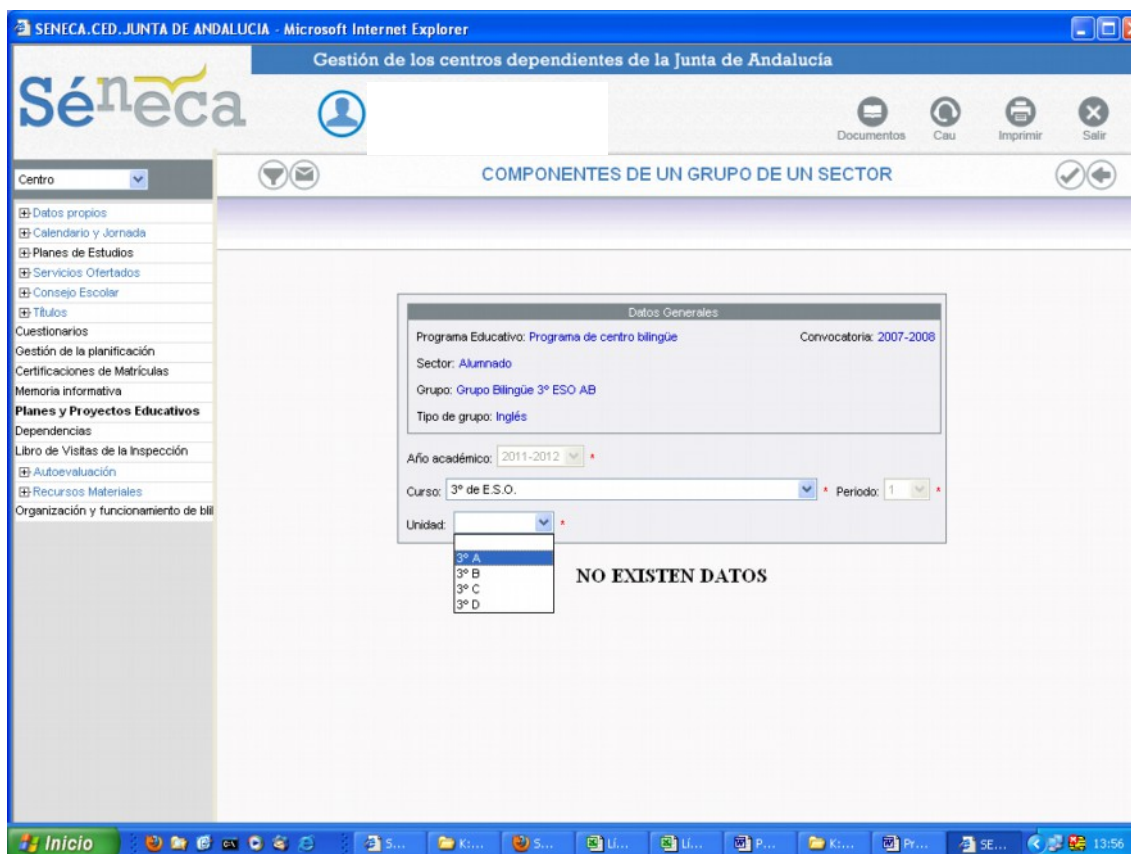 SENECA.CED.JUNTA DE ANDALUCIA - Microsoft Internet Explorer
Gestión de los centros dependientes de la Junta de Andalucía
Séneca
Documentos Cau Imprimir Salir
Centro
COMPONENTES DE UN GRUPO DE UN SECTOR
Datos propios
Calendario y Jornada
Planes de Estudios
Servicios Ofertados
Consejo Escolar
Títulos
Cuestionarios
Gestión de la planificación
Certificaciones de Matrículas
Memoria informativa
Planes y Proyectos Educativos
Dependencias
Libro de Visitas de la Inspección
Autoevaluación
Recursos Materiales
Organización y funcionamiento de bli
Datos Generales
Programa Educativo: Programa de centro bilingüe Convocatoria: 2007-2008
Sector: Alumnado
Grupo: Grupo Bilingüe 3º ESO AB
Tipo de grupo: Inglés
Año académico: 2011-2012 *
Curso: 3º de E.S.O. * Periodo: 1 *
Unidad: *
3º A
3º B
3º C
3º D
NO EXISTEN DATOS
Inicio S... K:... S... Lí... Lí... P... K:... Pr... SE... 13:56